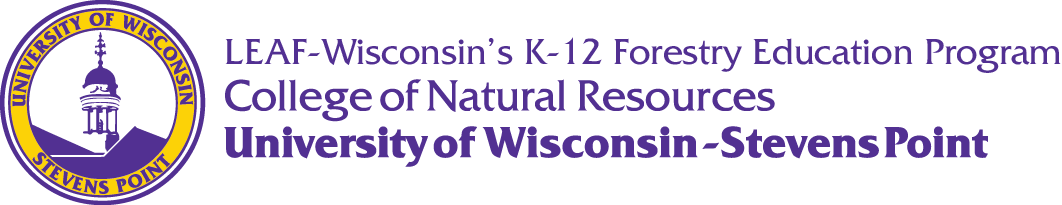 UNIVERSITY OF WISCONSIN
STEVENS POINT
LEAF-Wisconsin's K-12 Forestry Education Program
College of Natural Resources
University of Wisconsin-Stevens Point